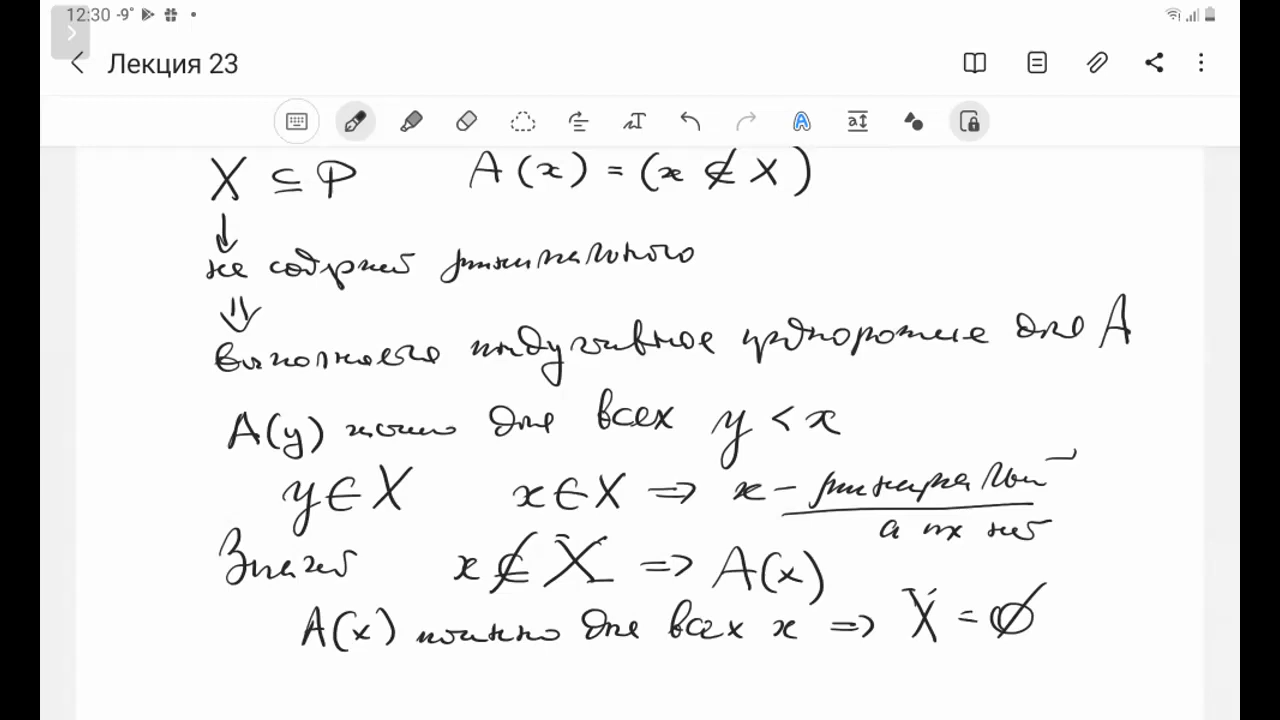 12:30 -9°
Лекция 23
X ⊆ P A(x) = (x ∉ X)
↓
не содержит минимального
⇓
Выполнено индуктивное предположение для A
A(y) истинно для всех y < x
y ∈ X x ∈ X ⇒ x – минимальный
а их нет
Значит x ∉ X ⇒ A(x)
A(x) истинно для всех x ⇒ X = ∅